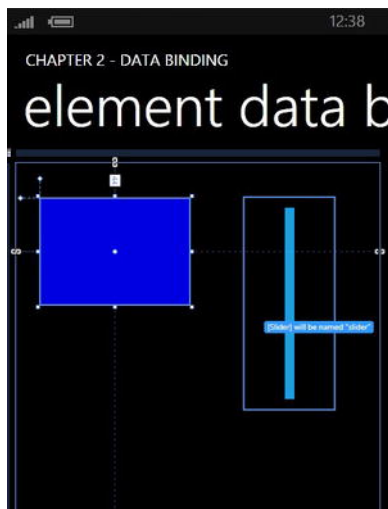 12:38
CHAPTER 2 - DATA BINDING
element data b
[Slider] will be named "slider"